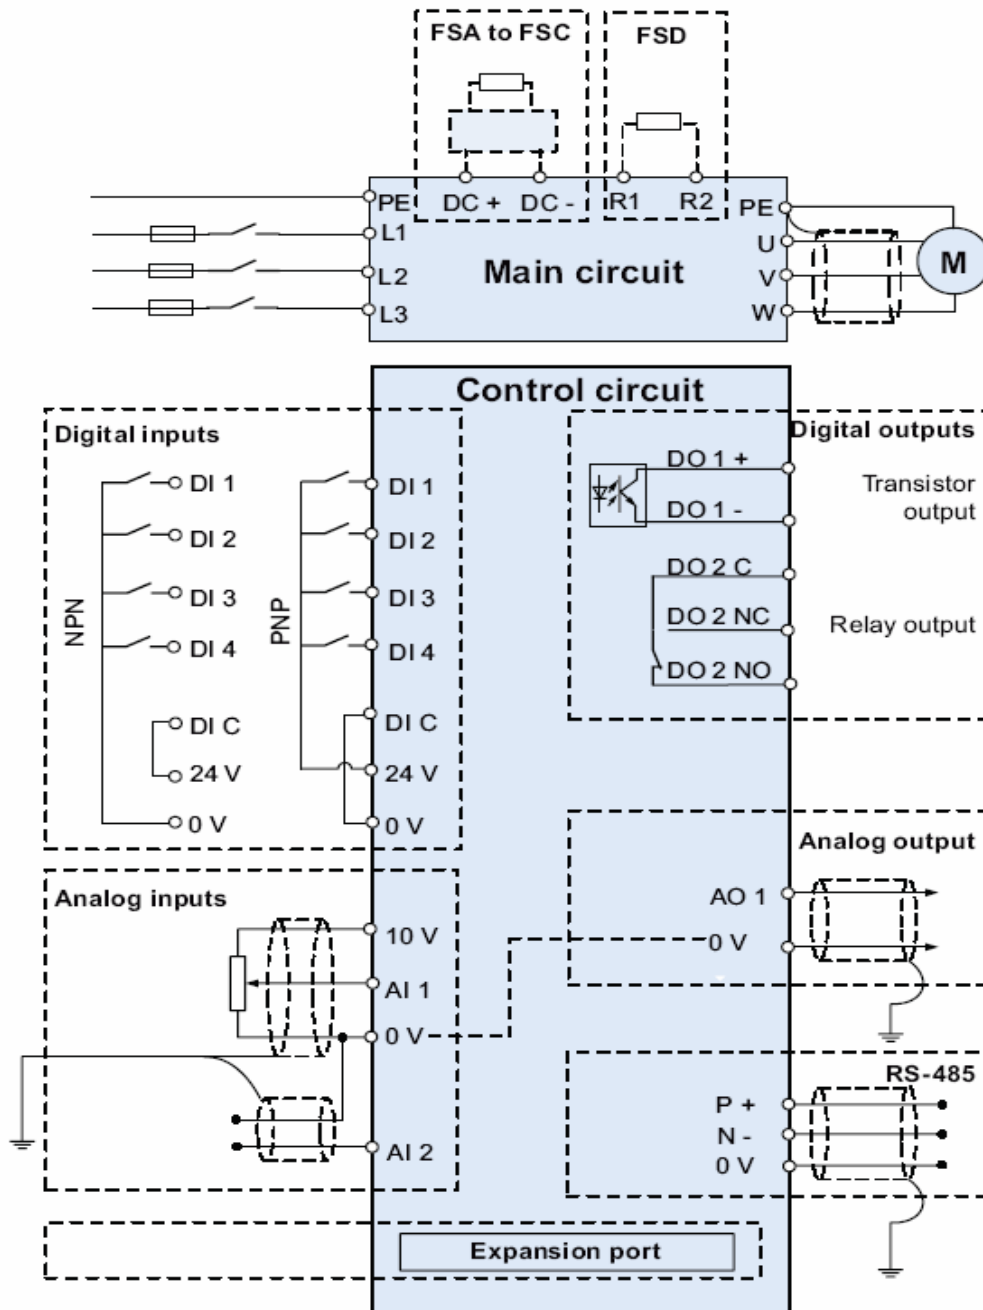 FSA to FSC
FSD
PE
DC +
DC -
R1
R2
PE
L1
U
L2
Main circuit
V
M
L3
W
Control circuit
Digital inputs
NPN
DI 1
DI 2
DI 3
DI 4
DI C
24 V
0 V
PNP
DI 1
DI 2
DI 3
DI 4
DI C
24 V
0 V
Digital outputs
DO 1 +
DO 1 -
Transistor
output
DO 2 C
DO 2 NC
DO 2 NO
Relay output
Analog inputs
10 V
AI 1
0 V
AI 2
Analog output
AO 1
0 V
RS-485
P +
N -
0 V
Expansion port